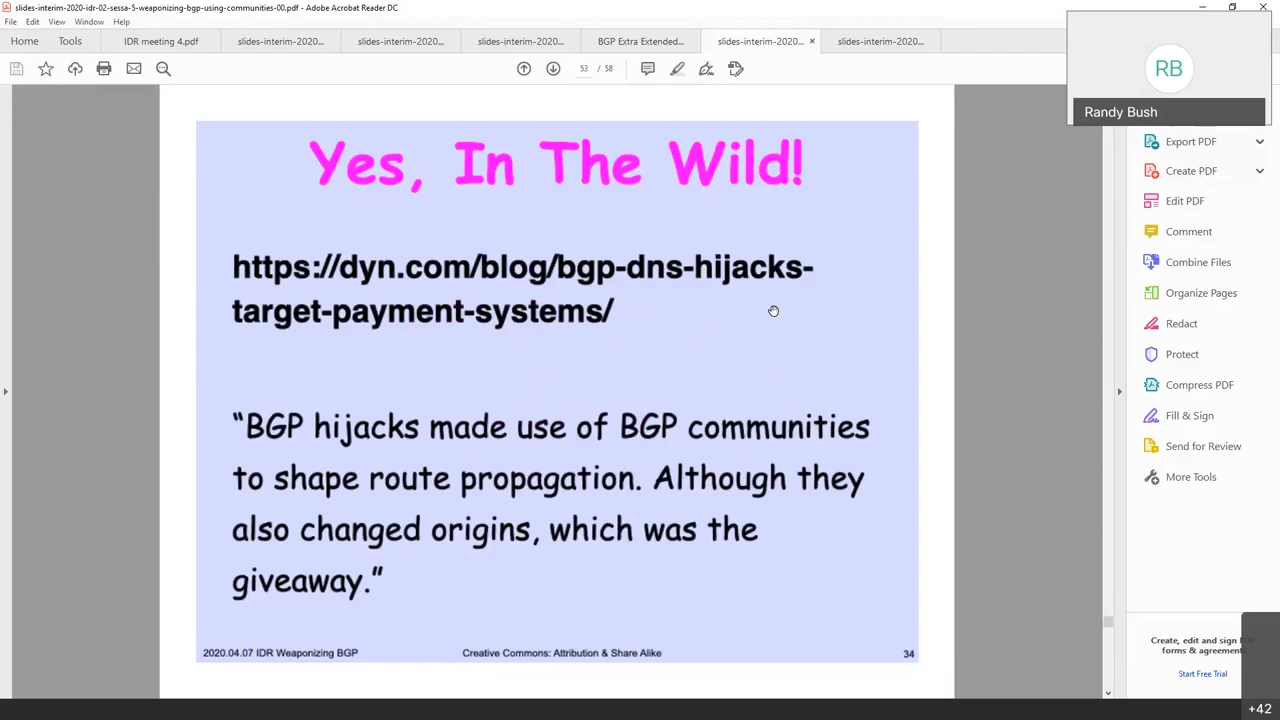 slides-interim-2020-idr-02-sessa-5-weaponizing-bgp-using-communities-00.pdf - Adobe Acrobat Reader DC
File Edit View Window Help
Home Tools IDR meeting 4.pdf slides-interim-2020... slides-interim-2020... slides-interim-2020... BGP Extra Extended... slides-interim-2020... × slides-interim-2020...
53 / 58
RB
Randy Bush
Yes, In The Wild!
https://dyn.com/blog/bgp-dns-hijacks-
target-payment-systems/
“BGP hijacks made use of BGP communities
to shape route propagation. Although they
also changed origins, which was the
giveaway.”
2020.04.07 IDR Weaponizing BGP Creative Commons: Attribution & Share Alike 34
Export PDF
Create PDF
Edit PDF
Comment
Combine Files
Organize Pages
Redact
Protect
Compress PDF
Fill & Sign
Send for Review
More Tools
Create, edit and sign
forms & agreements
Start Free Trial
+42